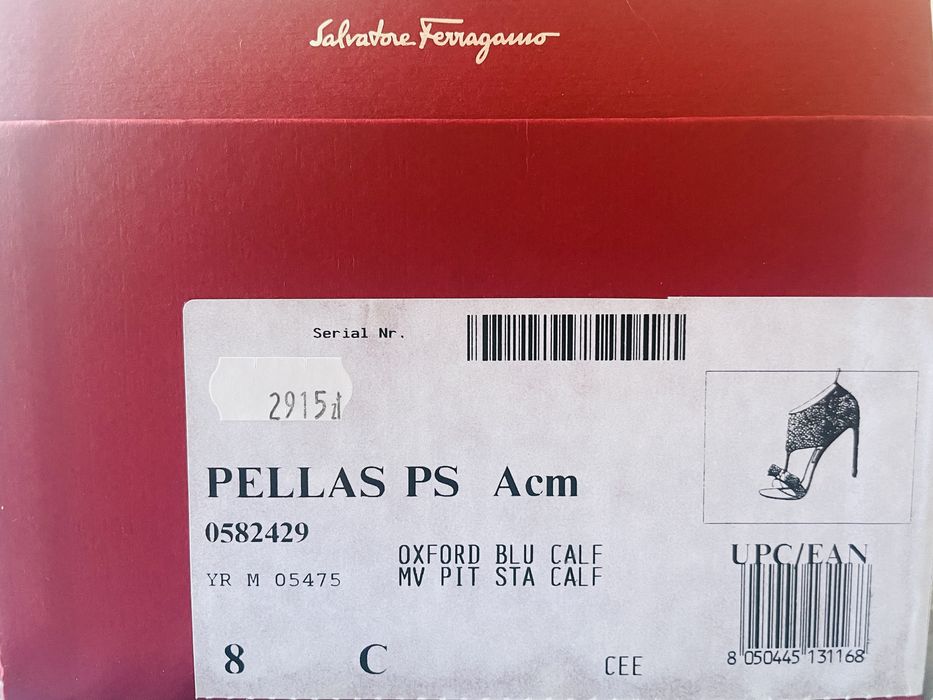 Salvatore Ferragamo
Serial Nr.
2915zł
PELLAS PS Acm
0582429
OXFORD BLU CALF
YR M 05475 MV PIT STA CALF
UPC/EAN
8 C CEE
8 050445 131168